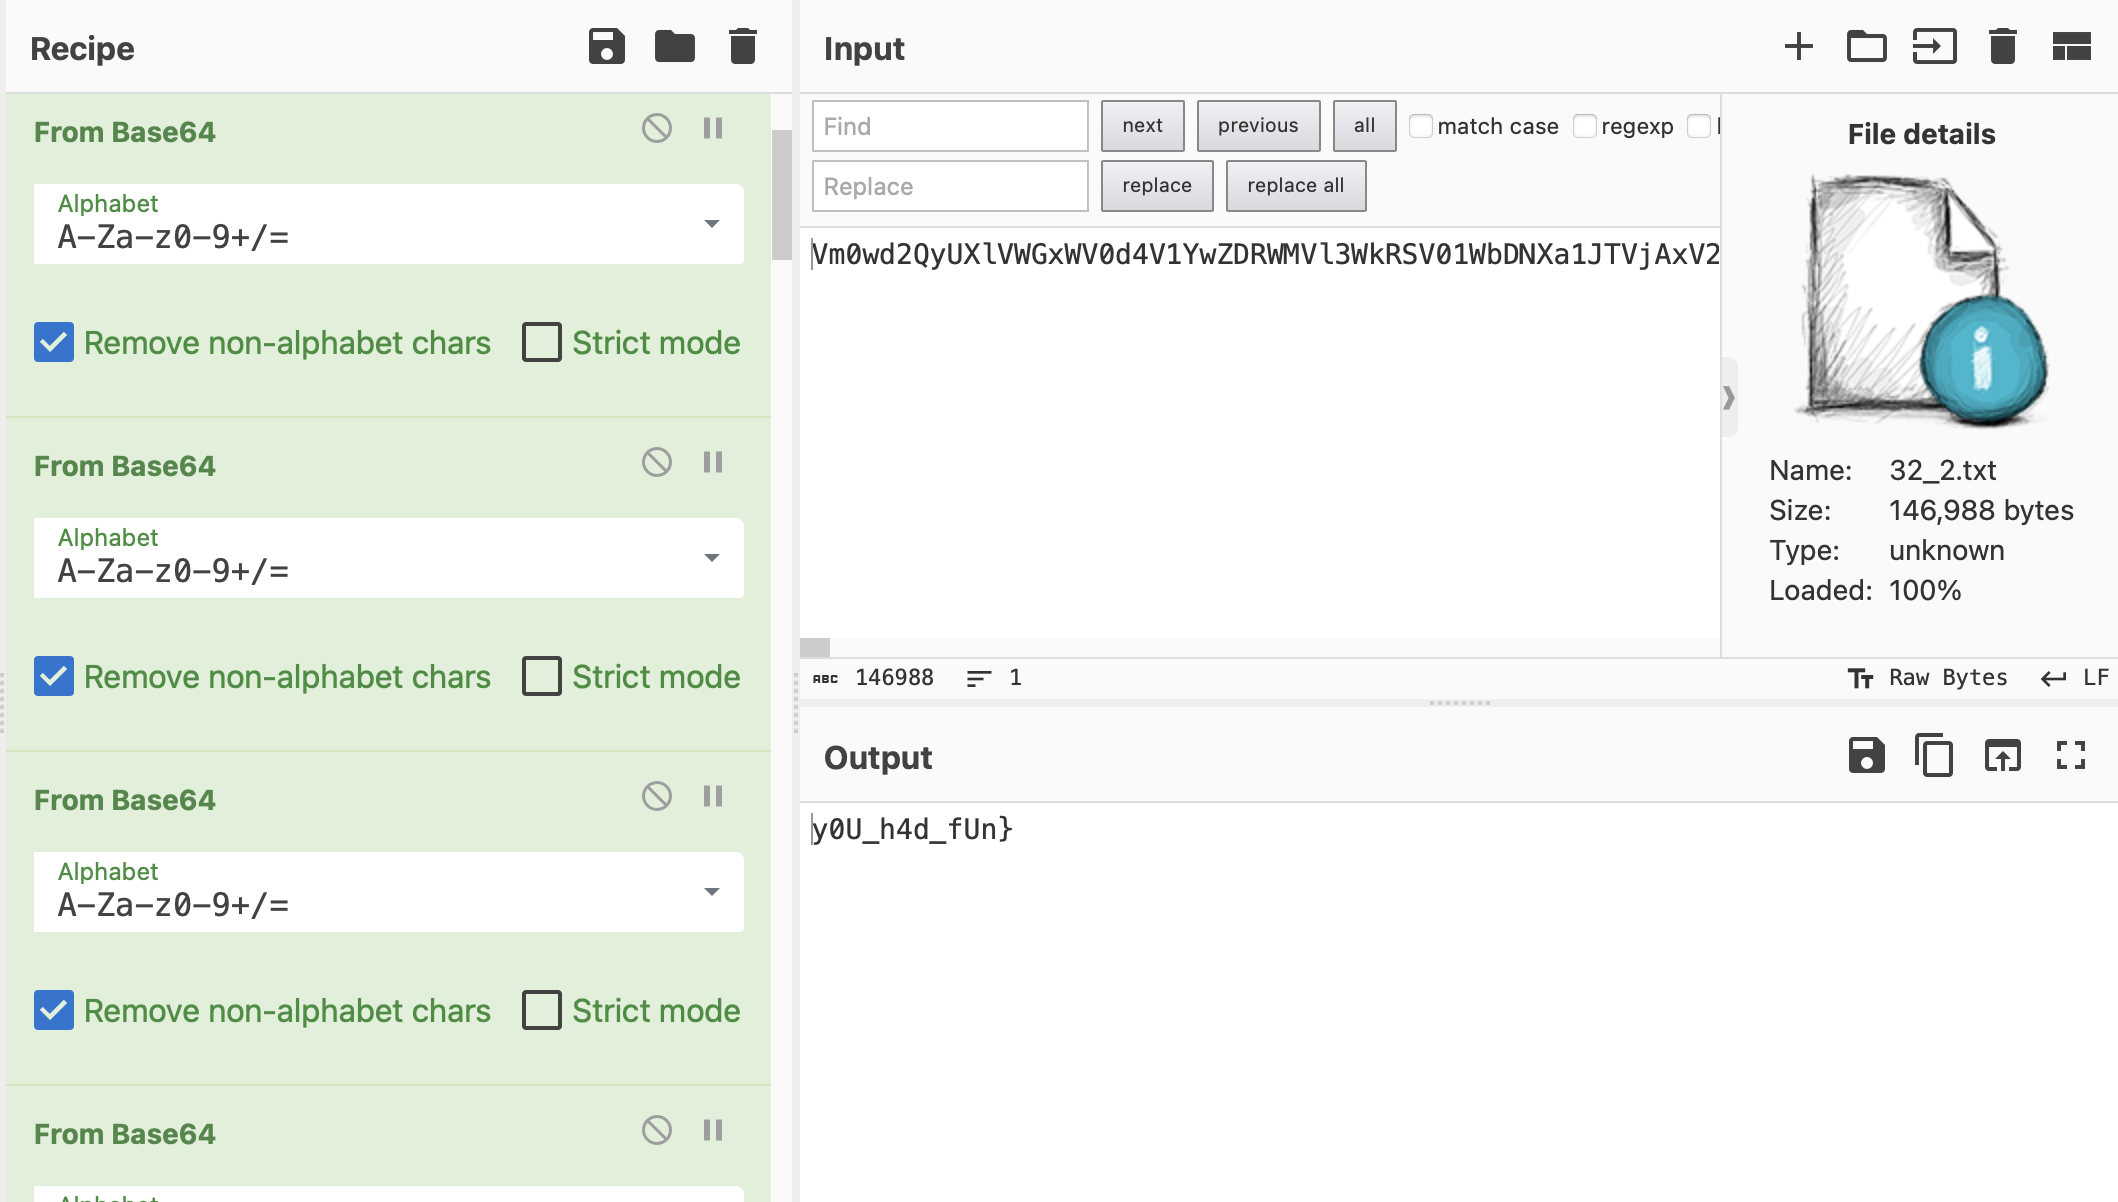 Recipe
From Base64
Alphabet
A-Za-z0-9+/=
Remove non-alphabet chars Strict mode
From Base64
Alphabet
A-Za-z0-9+/=
Remove non-alphabet chars Strict mode
From Base64
Alphabet
A-Za-z0-9+/=
Remove non-alphabet chars Strict mode
From Base64
Input
Find next previous all match case regexp
Replace replace replace all
Vm0wd2QyUXlVWGxWV0d4V1YwZDRWMVl3WkRSV01WbDNXa1JTVjAxV2
File details
i
Name: 32_2.txt
Size: 146,988 bytes
Type: unknown
Loaded: 100%
ABC 146988 1 Raw Bytes LF
Output
y0U_h4d_fUn}